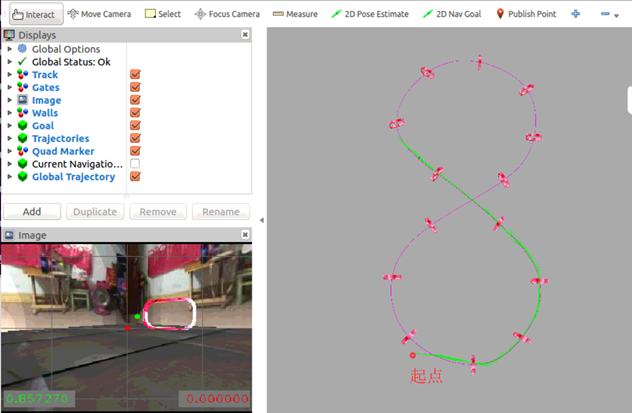 Interact Move Camera Select Focus Camera Measure 2D Pose Estimate 2D Nav Goal Publish Point
Displays
Global Options
Global Status: Ok
Track
Gates
Image
Walls
Goal
Trajectories
Quad Marker
Current Navigatio...
Global Trajectory
Add Duplicate Remove Rename
Image
0.857270 0.000000
起点